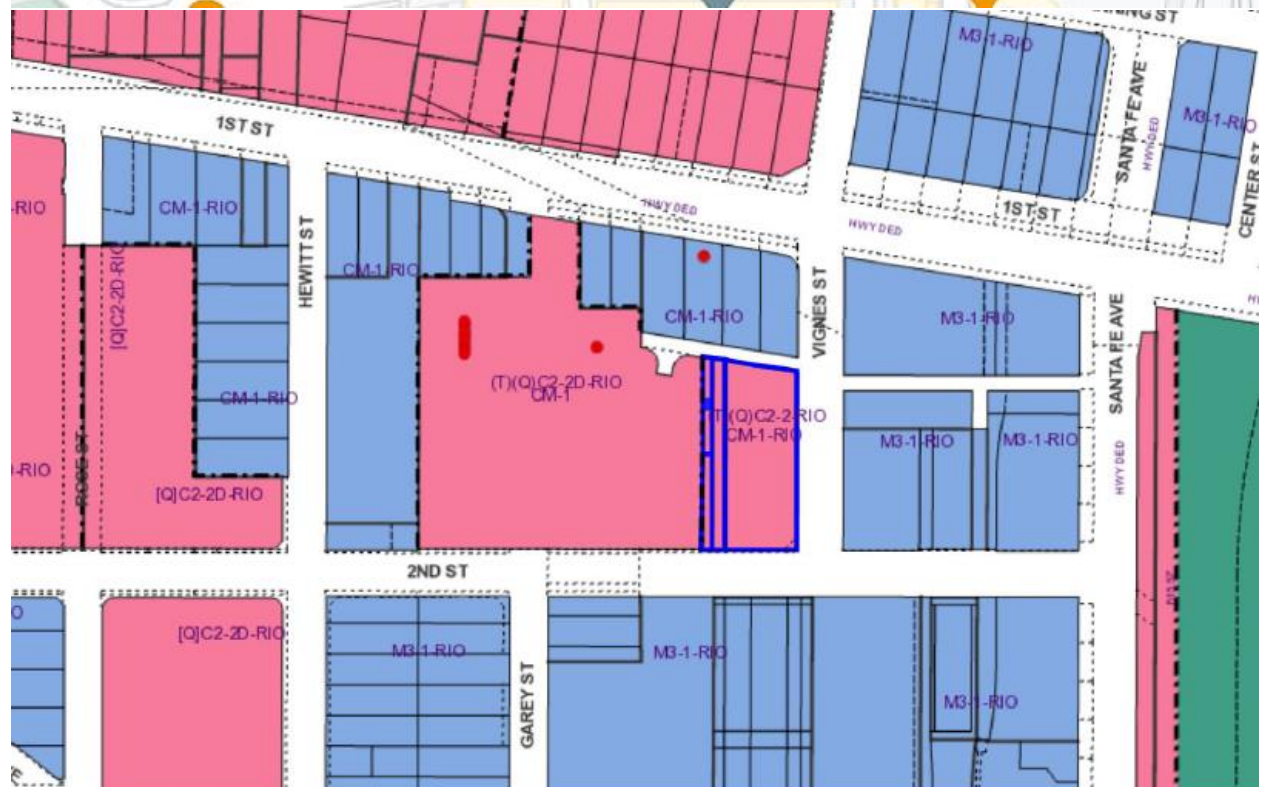 M3-1-RIO
SANTA FE AVE
HWY DED
M3-1-RIO
CENTER ST
1ST ST
-RIO
CM-1-RIO
HEWITT ST
[Q]C2-2D-RIO
CM-1-RIO
HWY DED
1ST ST
HWY DED
CM-1-RIO
VIGNES ST
M3-1-RIO
SANTA FE AVE
(T)(Q)C2-2D-RIO
CM-1
(T)(Q)C2-2-RIO
CM-1-RIO
CM-1-RIO
M3-1-RIO
M3-1-RIO
HWY DED
-RIO
ROSE ST
[Q]C2-2D-RIO
2ND ST
[Q]C2-2D-RIO
M3-1-RIO
GAREY ST
M3-1-RIO
M3-1-RIO